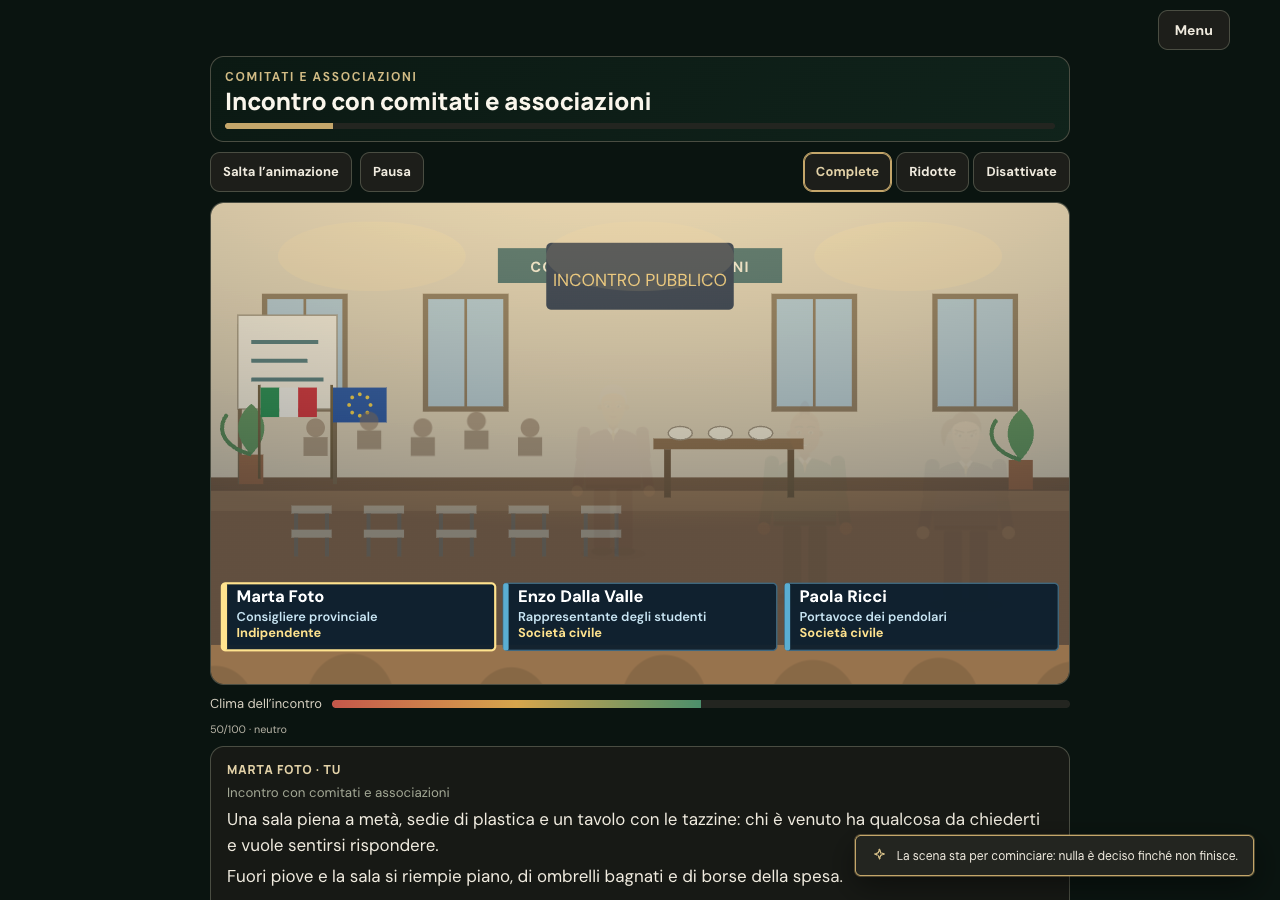 Menu
COMITATI E ASSOCIAZIONI
Incontro con comitati e associazioni
Salta l'animazione
Pausa
Complete
Ridotte
Disattivate
INCONTRO PUBBLICO
Marta Foto
Consigliere provinciale
Indipendente
Enzo Dalla Valle
Rappresentante degli studenti
Società civile
Paola Ricci
Portavoce dei pendolari
Società civile
Clima dell'incontro
50/100 · neutro
MARTA FOTO · TU
Incontro con comitati e associazioni
Una sala piena a metà, sedie di plastica e un tavolo con le tazzine: chi è venuto ha qualcosa da chiederti
e vuole sentirsi rispondere.
Fuori piove e la sala si riempie piano, di ombrelli bagnati e di borse della spesa.
La scena sta per cominciare: nulla è deciso finché non finisce.